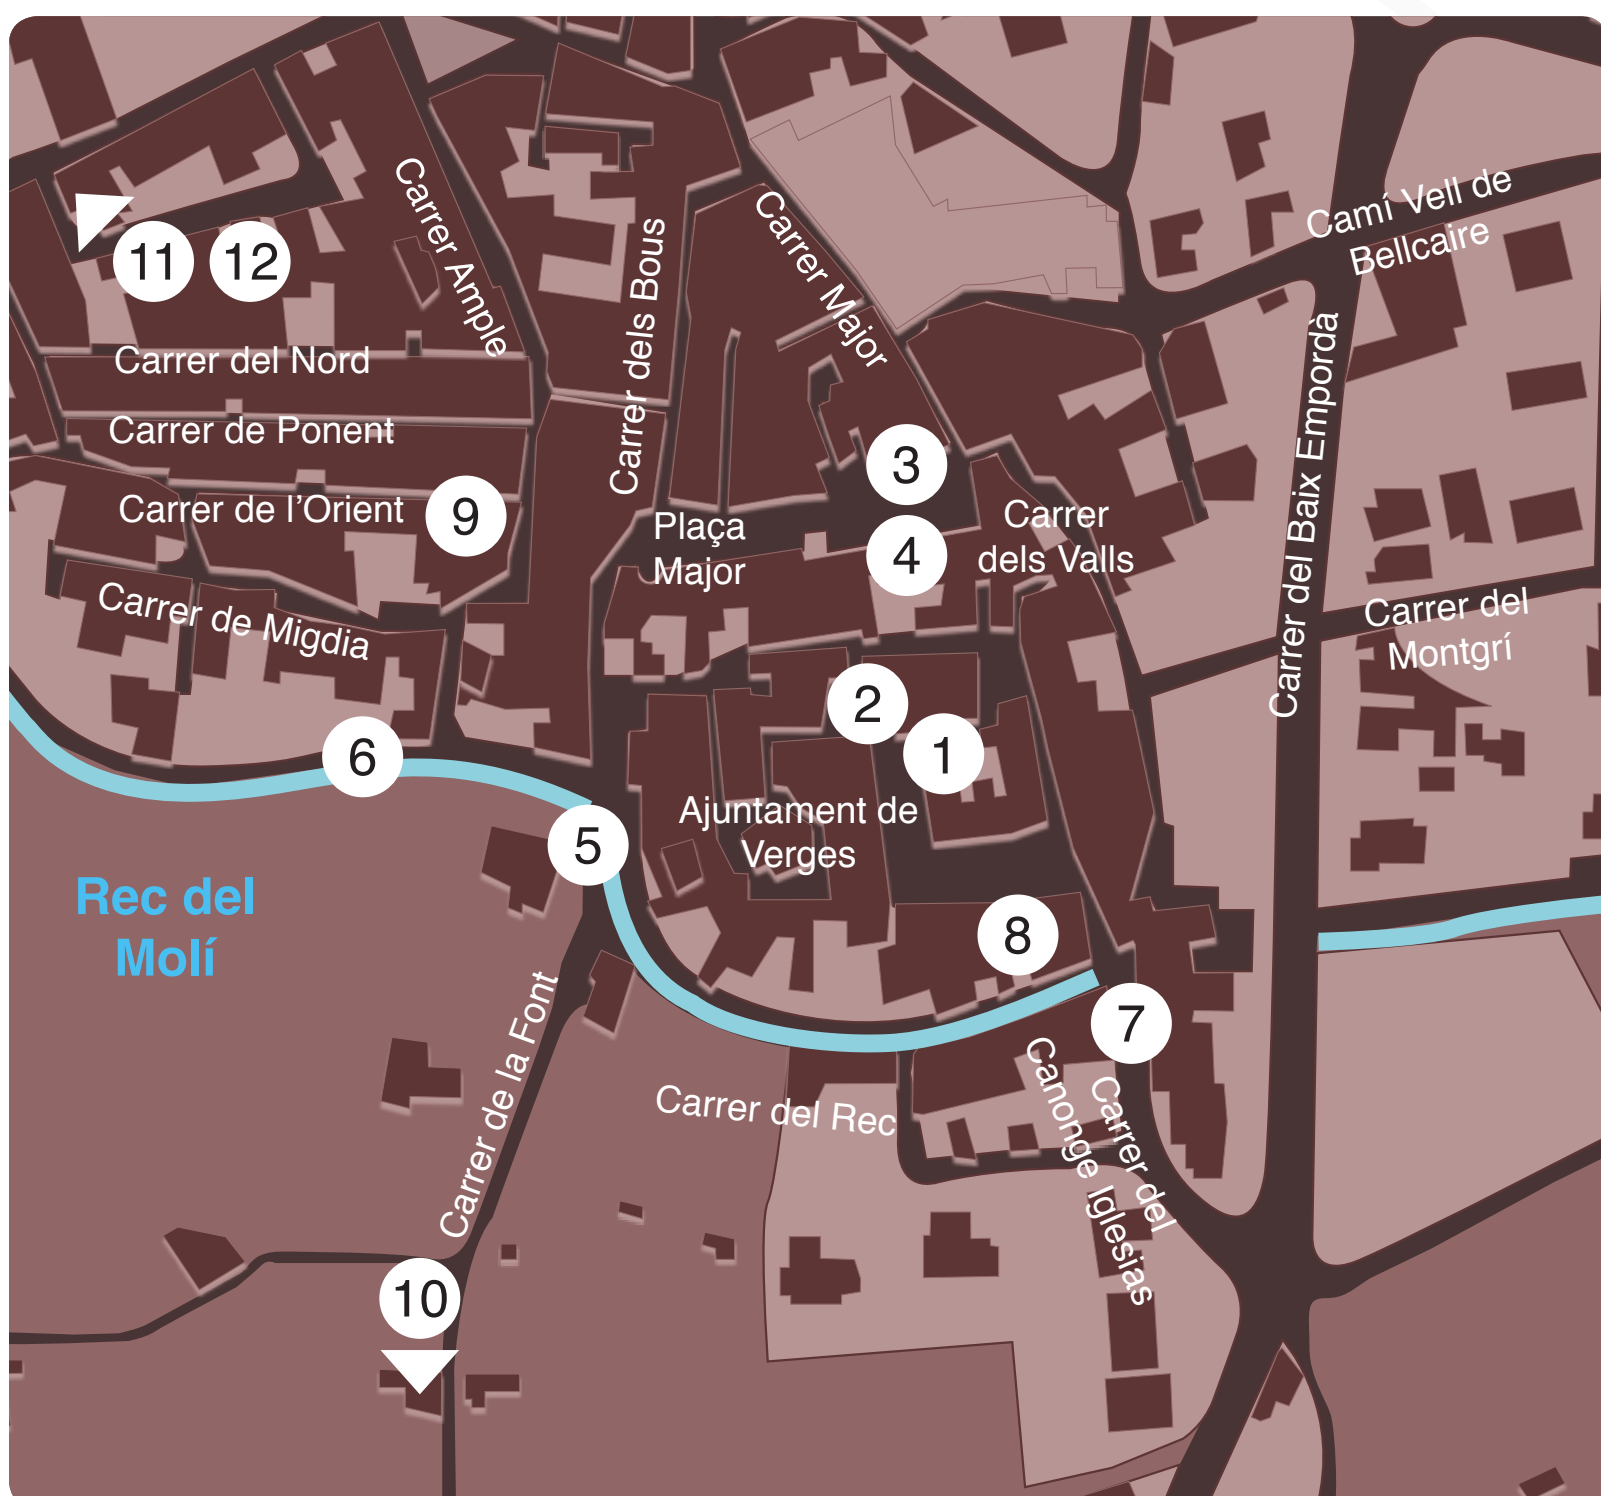 Carrer Ample
Carrer dels Bous
Carrer Major
Camí Vell de
Bellcaire
11
12
Carrer del Nord
Carrer de Ponent
Carrer de l’Orient
9
3
4
Plaça
Major
Carrer
dels Valls
Carrer del Baix Empordà
Carrer del
Montgrí
Carrer de Migdia
2
1
6
5
Ajuntament de
Verges
Rec del
Molí
8
7
Carrer de la Font
Carrer del Rec
Carrer del
Canonge Iglesias
10